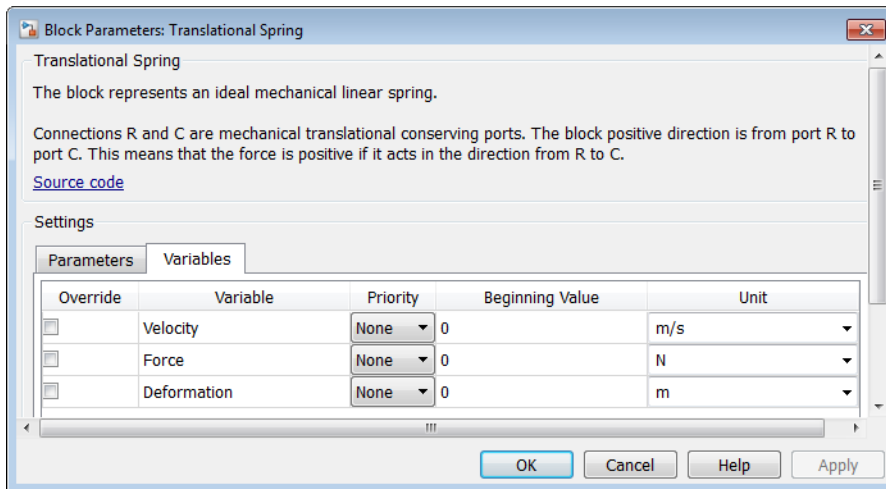 Block Parameters: Translational Spring
Translational Spring
The block represents an ideal mechanical linear spring.
Connections R and C are mechanical translational conserving ports. The block positive direction is from port R to
port C. This means that the force is positive if it acts in the direction from R to C.
Source code
Settings
Parameters Variables
Override Variable Priority Beginning Value Unit
Velocity None 0 m/s
Force None 0 N
Deformation None 0 m
OK Cancel Help Apply